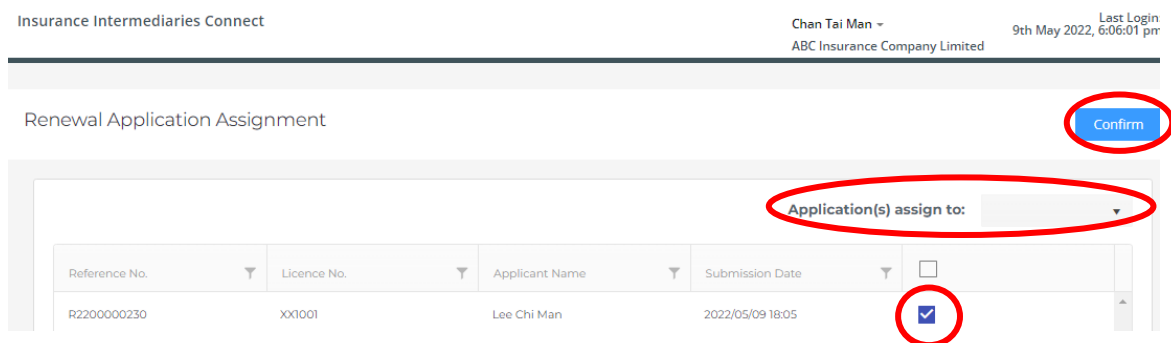 Insurance Intermediaries Connect
Chan Tai Man
ABC Insurance Company Limited
Last Login:
9th May 2022, 6:06:01 pm
Renewal Application Assignment
Confirm
Application(s) assign to:
Reference No. Licence No. Applicant Name Submission Date
R2200000230 XX1001 Lee Chi Man 2022/05/09 18:05